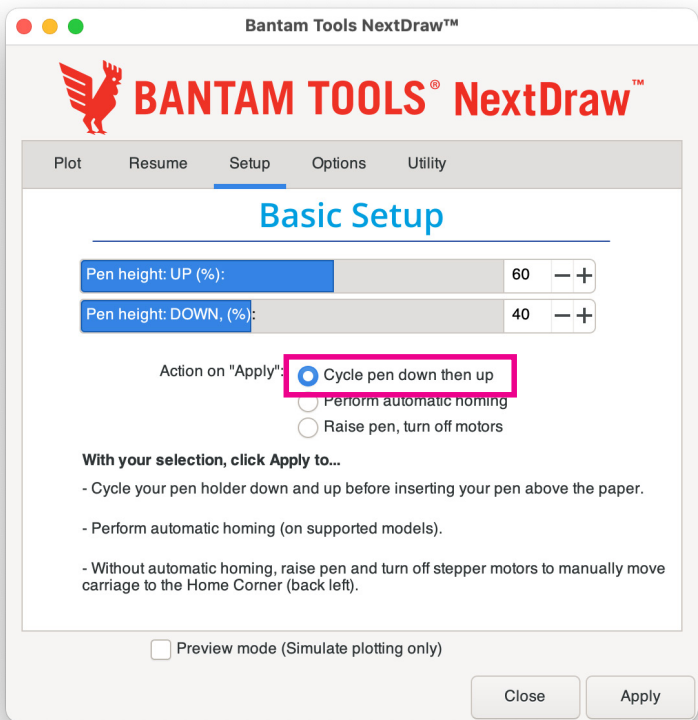 Bantam Tools NextDraw™
BANTAM TOOLS® NextDraw™
Plot Resume Setup Options Utility
Basic Setup
Pen height: UP (%): 60
Pen height: DOWN, (%): 40
Action on "Apply": Cycle pen down then up
Perform automatic homing
Raise pen, turn off motors
With your selection, click Apply to...
- Cycle your pen holder down and up before inserting your pen above the paper.
- Perform automatic homing (on supported models).
- Without automatic homing, raise pen and turn off stepper motors to manually move
carriage to the Home Corner (back left).
Preview mode (Simulate plotting only)
Close Apply